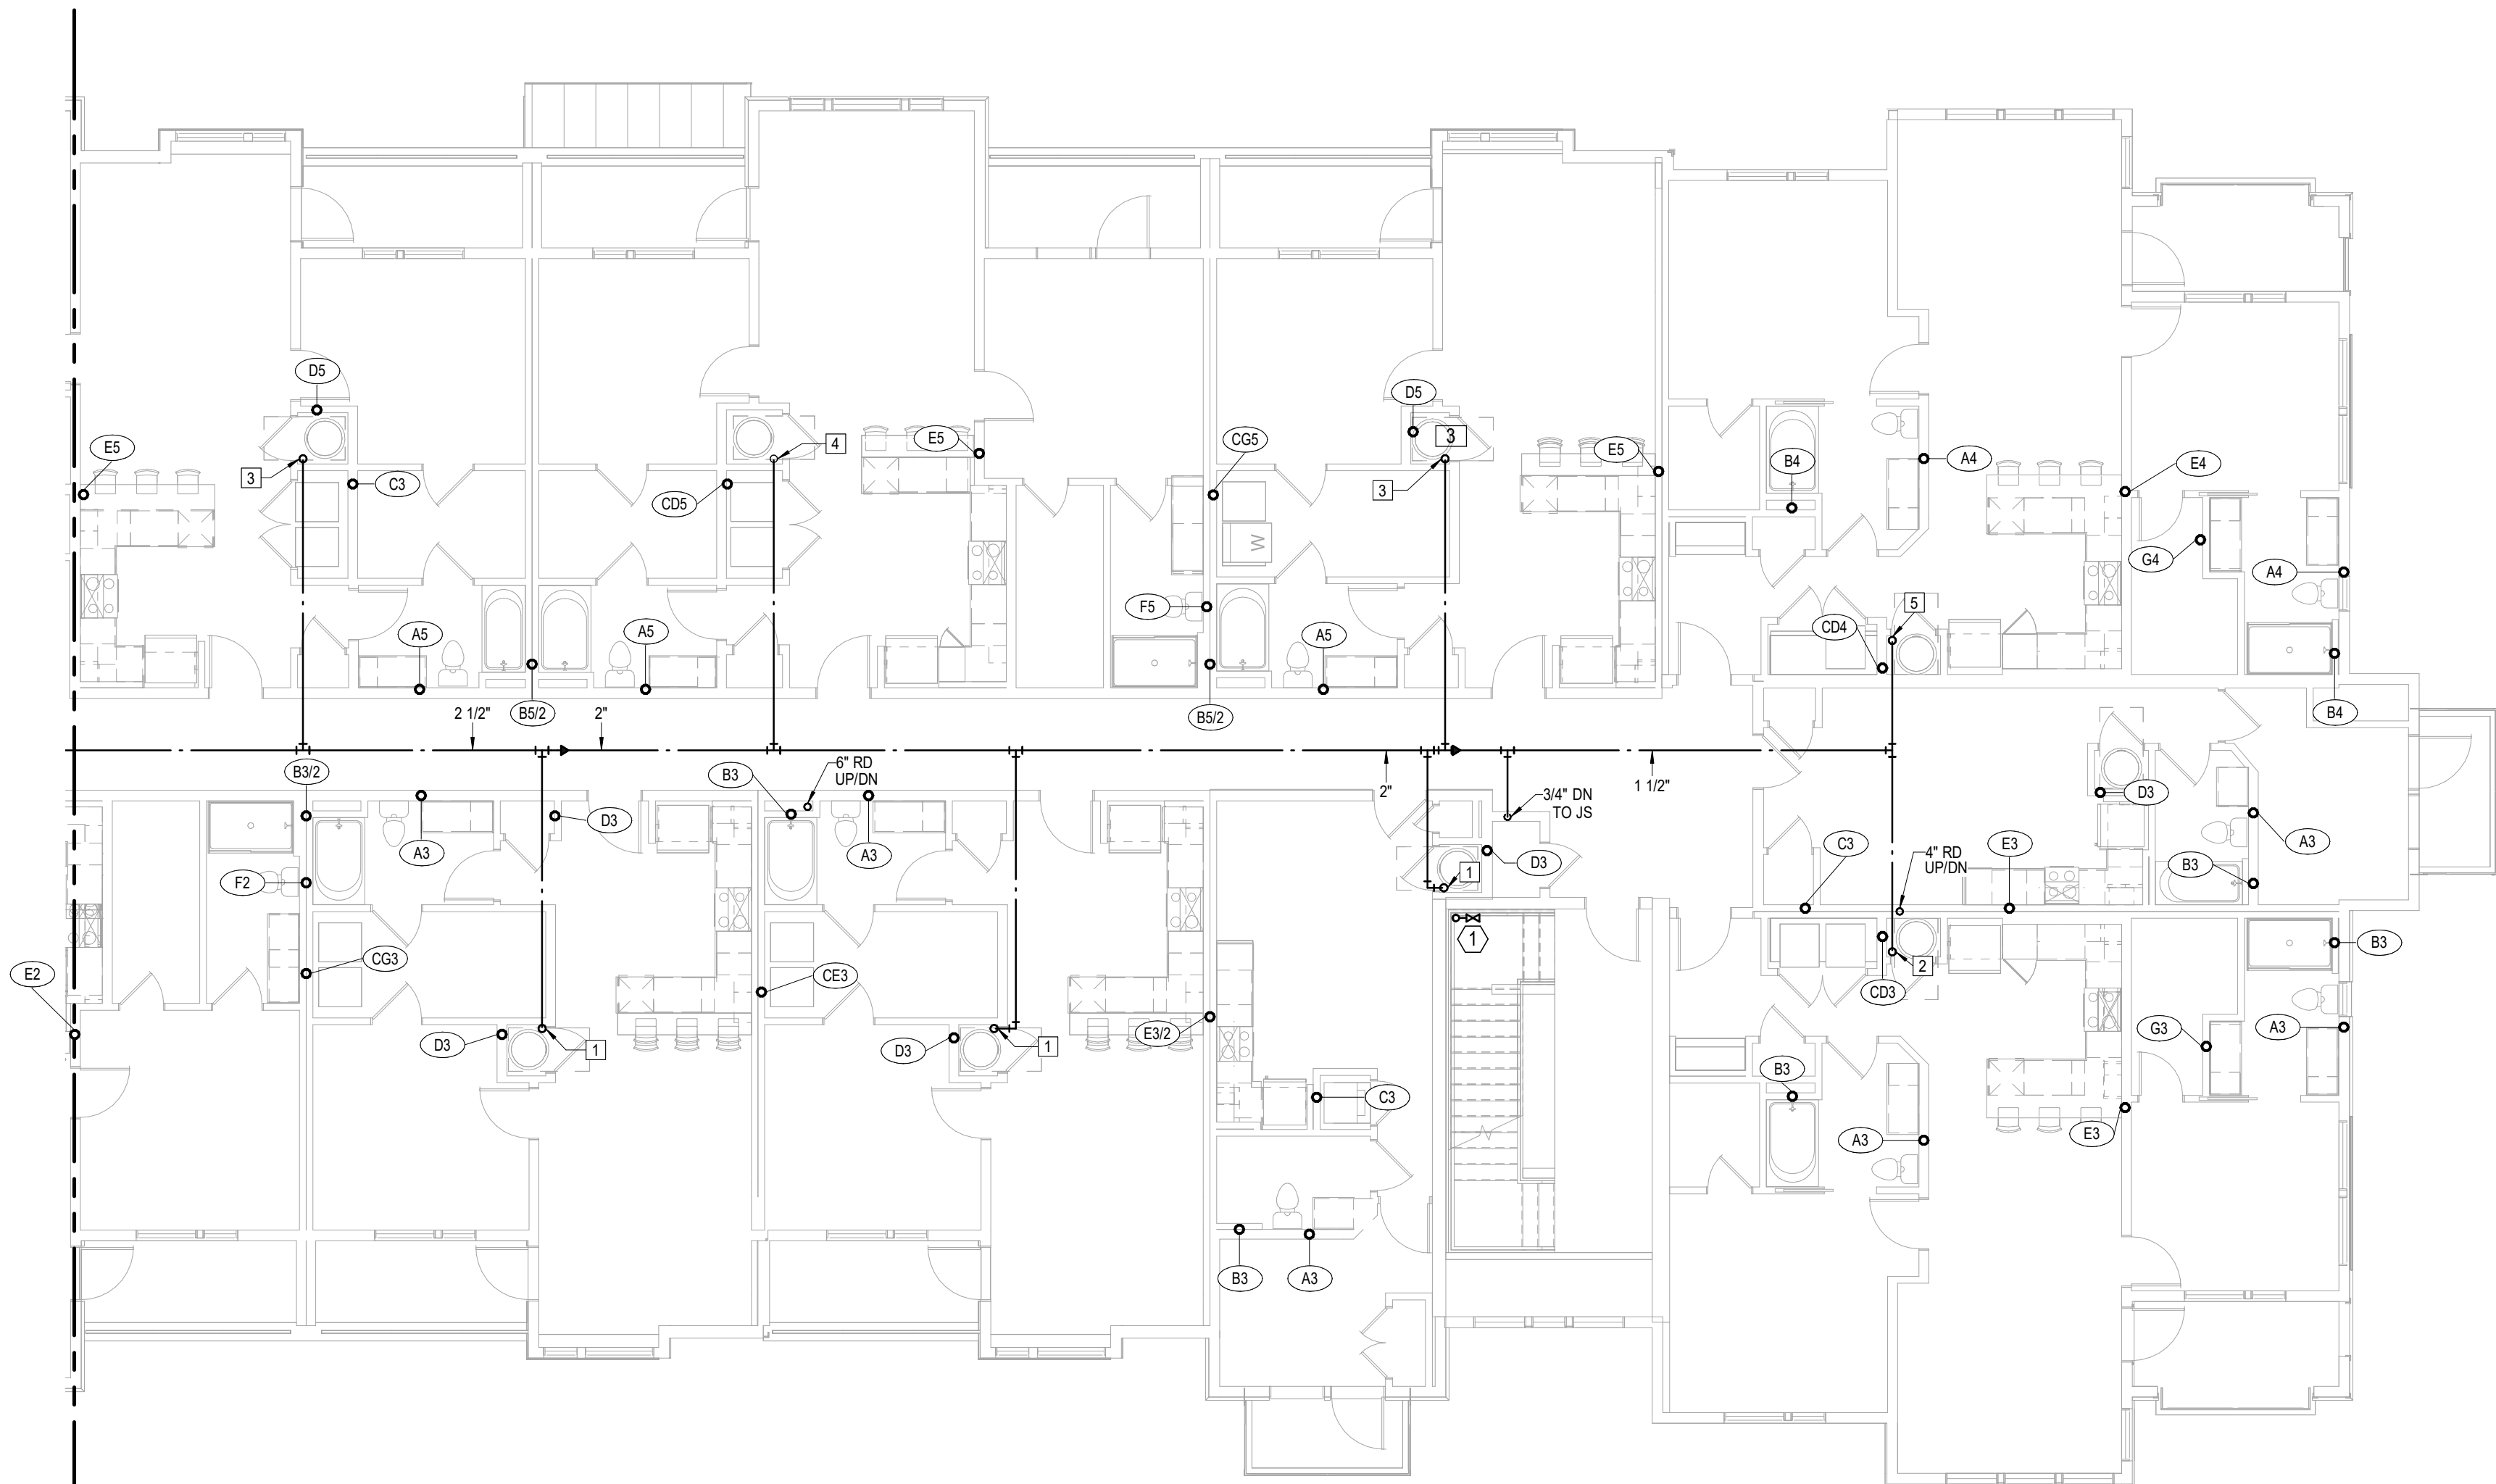 D5
D5
E5
3
4
E5
CG5
3
3
E5
B4
A4
E4
C3
CD5
W
G4
A4
F5
5
CD4
A5
A5
A5
B5/2
B5/2
B4
2 1/2"
2"
B3/2
B3
6" RD
UP/DN
2"
1 1/2"
3/4" DN
TO JS
D3
D3
A3
A3
D3
C3
4" RD
UP/DN
E3
A3
B3
F2
1
1
CG3
CE3
2
CD3
B3
E2
D3
1
D3
1
E3/2
G3
A3
C3
B3
A3
E3
B3
A3